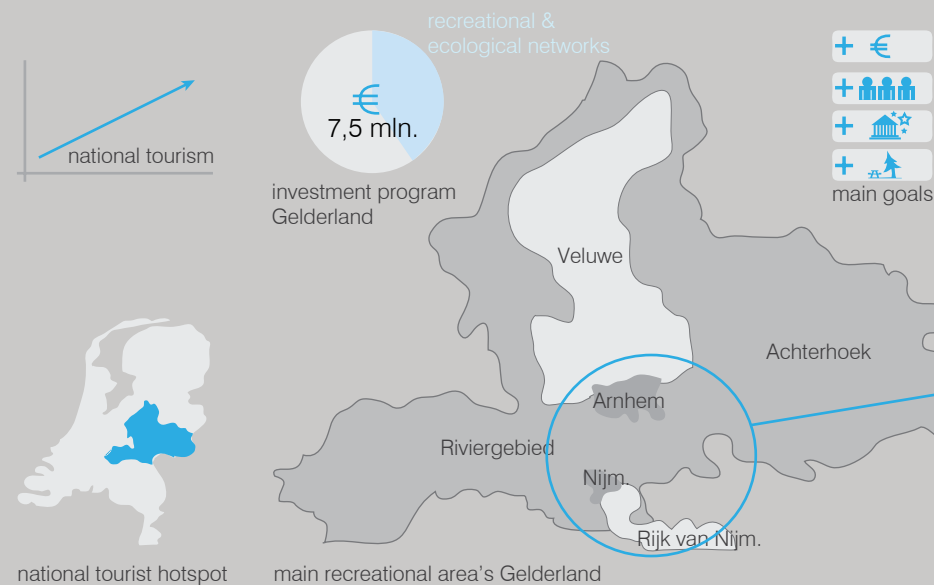 recreational &
ecological networks
€
7,5 mln.
national tourism
investment program
Gelderland
+ €
+
+
+
main goals
Veluwe
Achterhoek
Arnhem
Riviergebied
Nijm.
Rijk van Nijm.
national tourist hotspot
main recreational area's Gelderland